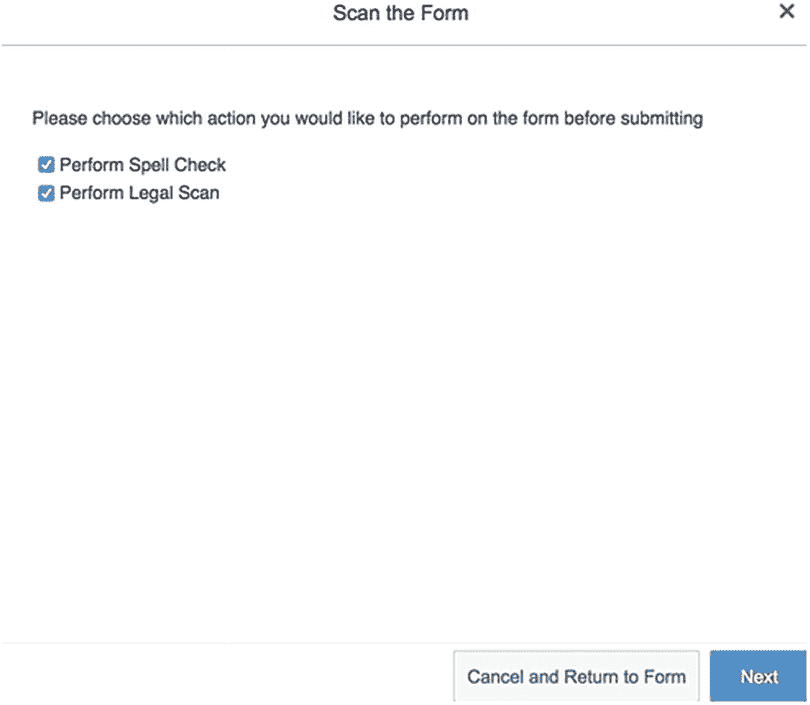 Scan the Form
Please choose which action you would like to perform on the form before submitting
Perform Spell Check
Perform Legal Scan
Cancel and Return to Form
Next